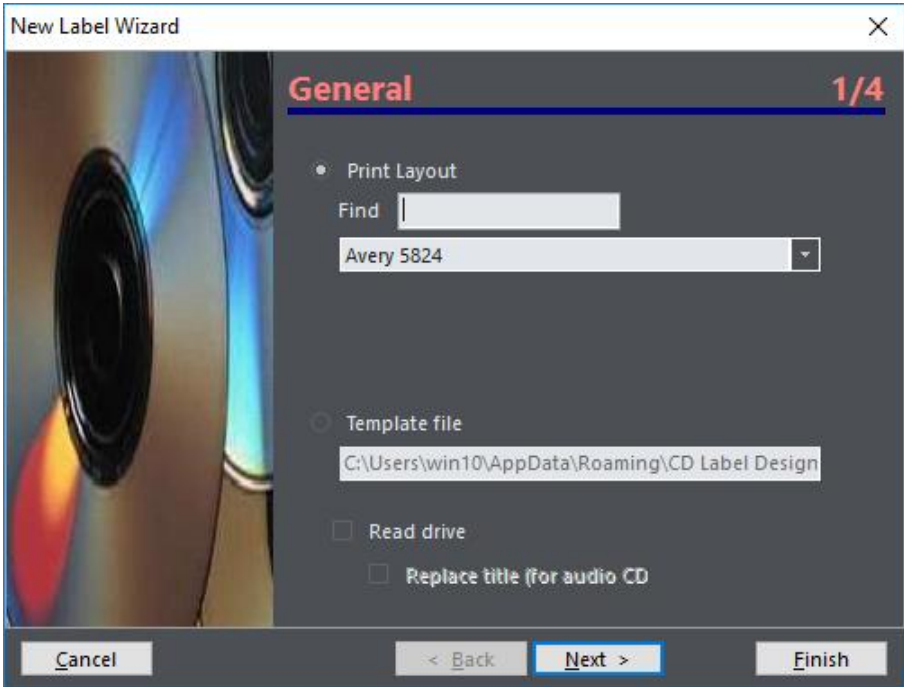 New Label Wizard
General 1/4
Print Layout
Find
Avery 5824
Template file
C:\Users\win10\AppData\Roaming\CD Label Design
Read drive
Replace title (for audio CD
Cancel < Back Next > Finish